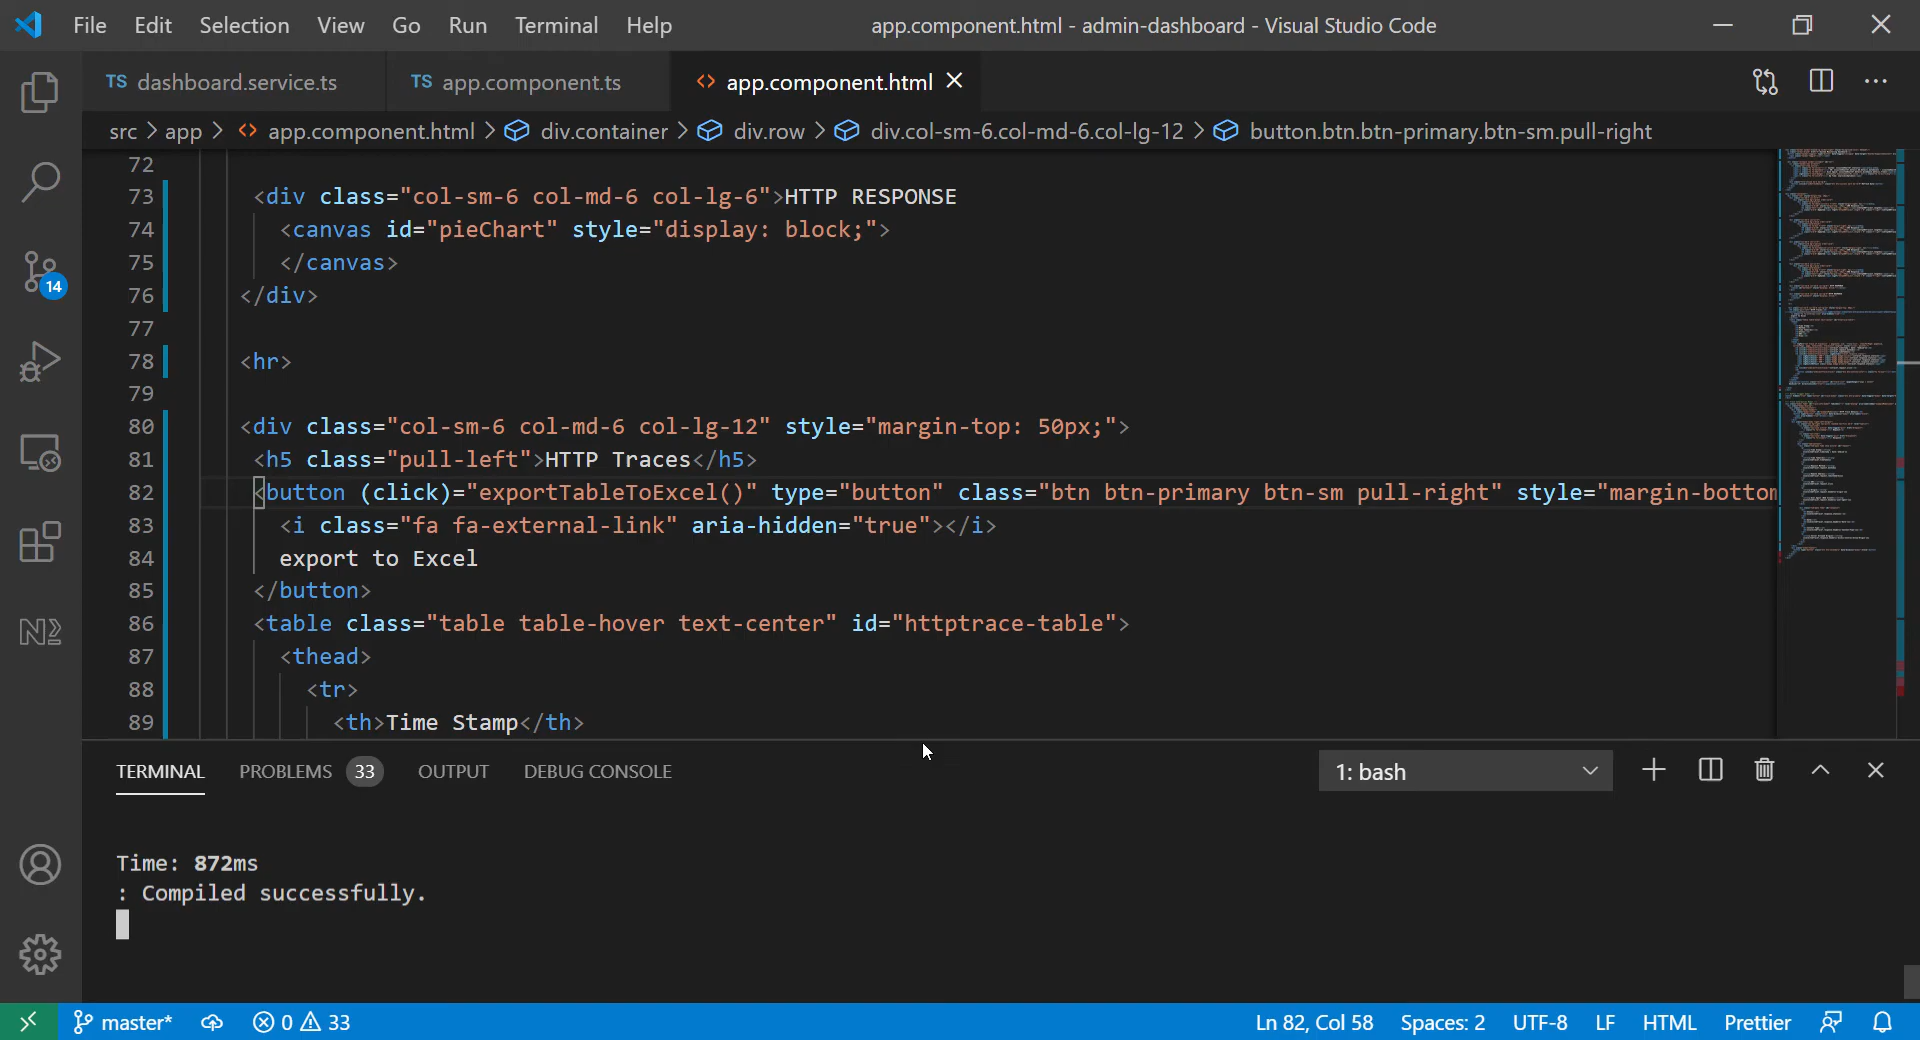 File Edit Selection View Go Run Terminal Help app.component.html - admin-dashboard - Visual Studio Code
TS dashboard.service.ts TS app.component.ts <> app.component.html
src > app > <> app.component.html > div.container > div.row > div.col-sm-6.col-md-6.col-lg-12 > button.btn.btn-primary.btn-sm.pull-right
72
73 <div class="col-sm-6 col-md-6 col-lg-6">HTTP RESPONSE
74 <canvas id="pieChart" style="display: block;">
75 </canvas>
76 </div>
77
78 <hr>
79
80 <div class="col-sm-6 col-md-6 col-lg-12" style="margin-top: 50px;">
81 <h5 class="pull-left">HTTP Traces</h5>
82 <button (click)="exportTableToExcel()" type="button" class="btn btn-primary btn-sm pull-right" style="margin-bottom
83 <i class="fa fa-external-link" aria-hidden="true"></i>
84 export to Excel
85 </button>
86 <table class="table table-hover text-center" id="httptrace-table">
87 <thead>
88 <tr>
89 <th>Time Stamp</th>
14
TERMINAL PROBLEMS 33 OUTPUT DEBUG CONSOLE 1: bash
Time: 872ms
: Compiled successfully.
master* 0 33 Ln 82, Col 58 Spaces: 2 UTF-8 LF HTML Prettier